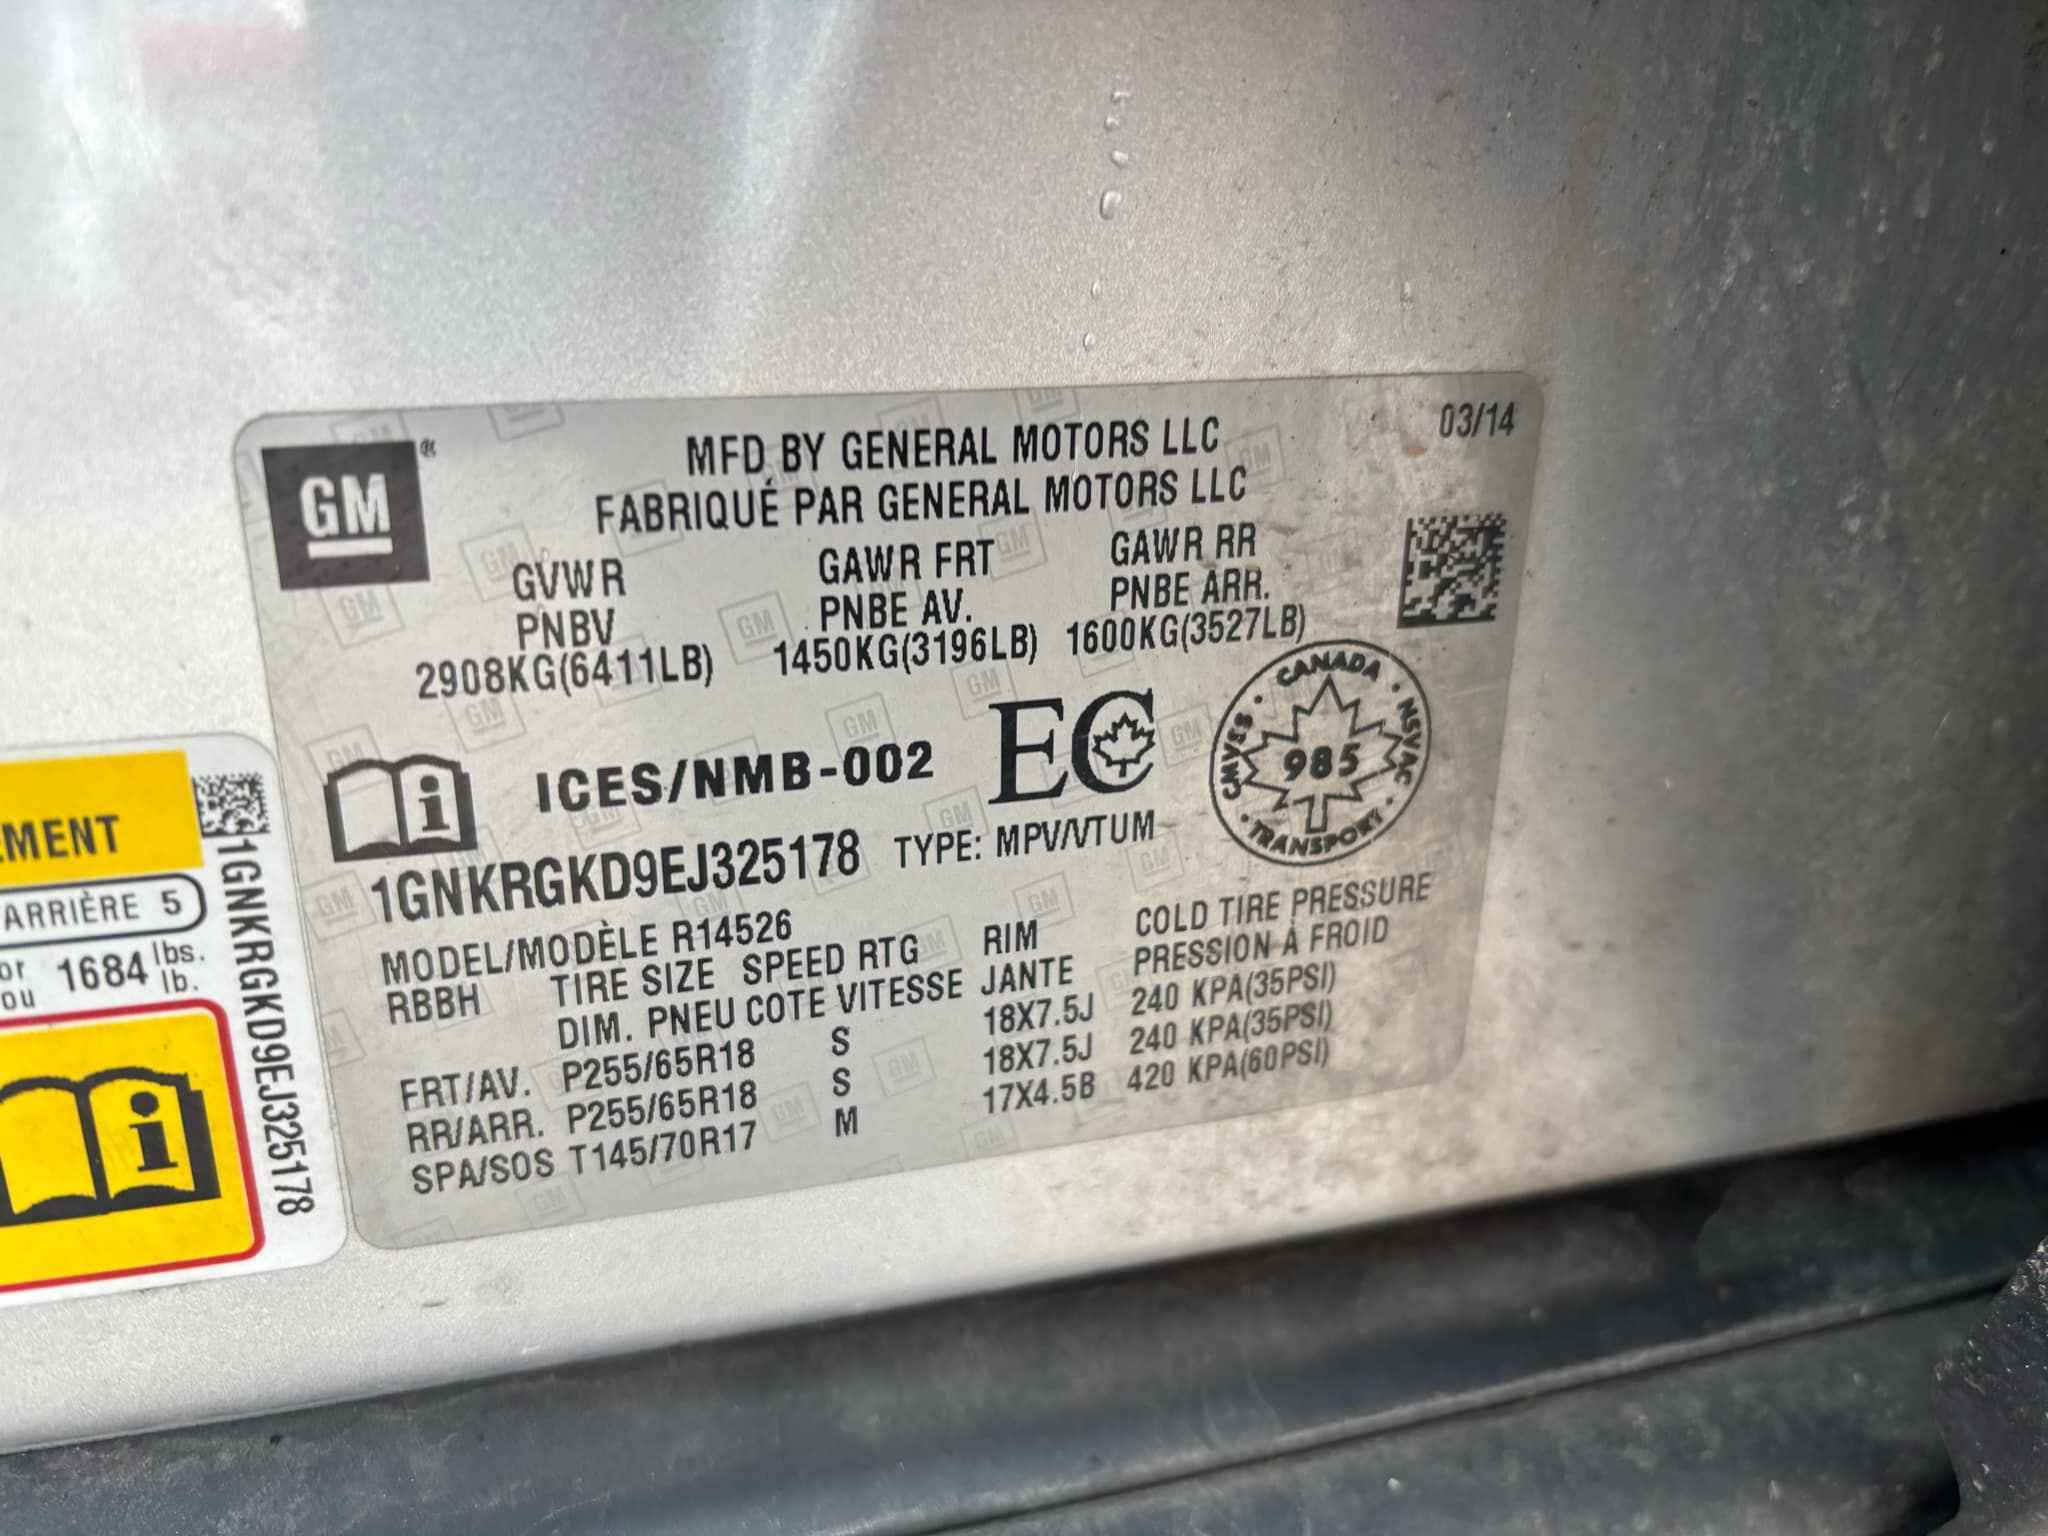 GM®
MFD BY GENERAL MOTORS LLC
03/14
FABRIQUÉ PAR GENERAL MOTORS LLC
GVWR GAWR FRT GAWR RR
PNBV PNBE AV. PNBE ARR.
2908KG(6411LB) 1450KG(3196LB) 1600KG(3527LB)
ICES/NMB-002 EC
CANADA · NSVAC · TRANSPORT · CMVSS ·
985
1GNKRGKD9EJ325178 TYPE: MPV/VTUM
MODEL/MODÈLE R14526
RBBH TIRE SIZE SPEED RTG RIM COLD TIRE PRESSURE
DIM. PNEU COTE VITESSE JANTE PRESSION À FROID
FRT/AV. P255/65R18 S 18X7.5J 240 KPA(35PSI)
RR/ARR. P255/65R18 S 18X7.5J 240 KPA(35PSI)
SPA/SOS T145/70R17 M 17X4.5B 420 KPA(60PSI)
EMENT
ARRIÈRE 5
or 1684 lbs.
ou lb.
1GNKRGKD9EJ325178